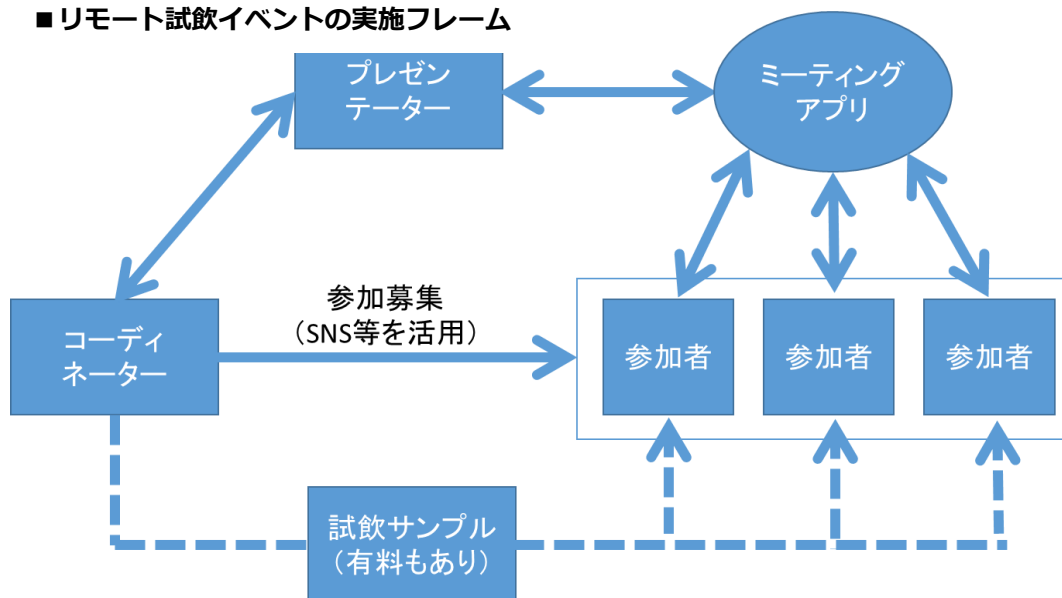 ■リモート試飲イベントの実施フレーム
プレゼン
テーター
ミーティング
アプリ
コーディ
ネーター
参加募集
（SNS等を活用）
参加者
参加者
参加者
試飲サンプル
（有料もあり）